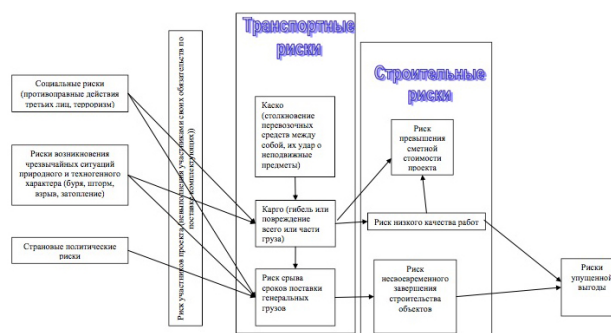 Транспортные
риски
Строительные
риски
Социальные риски
(противоправные действия
третьих лиц, терроризм)
Риски возникновения
чрезвычайных ситуаций
природного и техногенного
характера (буря, шторм,
взрыв, затопление)
Страновые политические
риски
Риск участников проекта (невыполнения участниками своих обязательств по
поставке комплектующих))
Каско
(столкновение
перевозочных
средств между
собой, их удар о
неподвижные
предметы)
Карго (гибель или
повреждение
всего или части
груза)
Риск срыва
сроков поставки
генеральных
грузов
Риск
превышения
сметной
стоимости
проекта
Риск низкого качества работ
Риск
несвоевременного
завершения
строительства
объектов
Риски
упущенной
выгоды